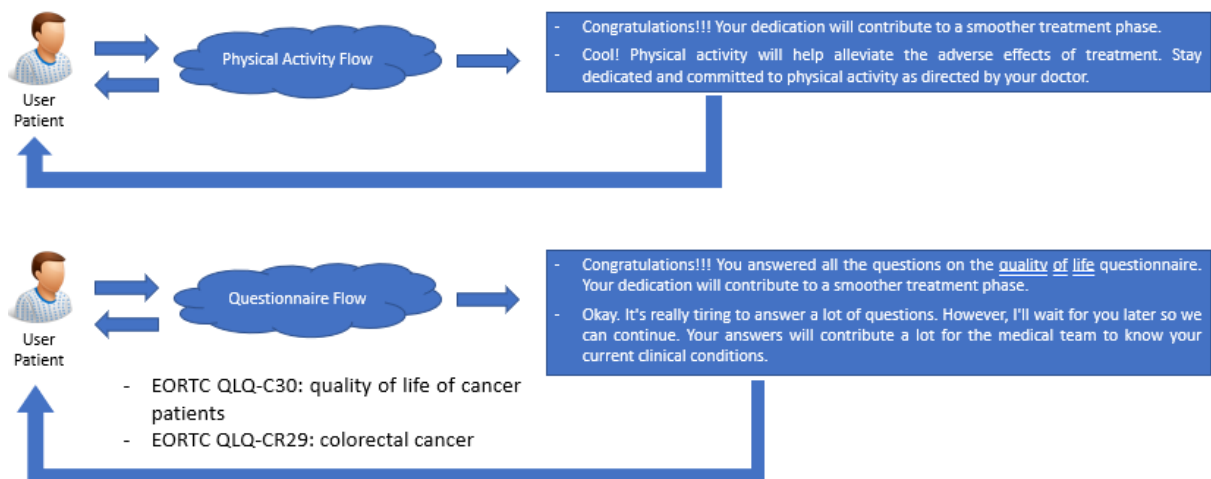 Physical Activity Flow
User
Patient
- Congratulations!!! Your dedication will contribute to a smoother treatment phase.
- Cool! Physical activity will help alleviate the adverse effects of treatment. Stay
dedicated and committed to physical activity as directed by your doctor.
Questionnaire Flow
User
Patient
- Congratulations!!! You answered all the questions on the quality of life questionnaire.
Your dedication will contribute to a smoother treatment phase.
- Okay. It's really tiring to answer a lot of questions. However, I'll wait for you later so we
can continue. Your answers will contribute a lot for the medical team to know your
current clinical conditions.
- EORTC QLQ-C30: quality of life of cancer
patients
- EORTC QLQ-CR29: colorectal cancer